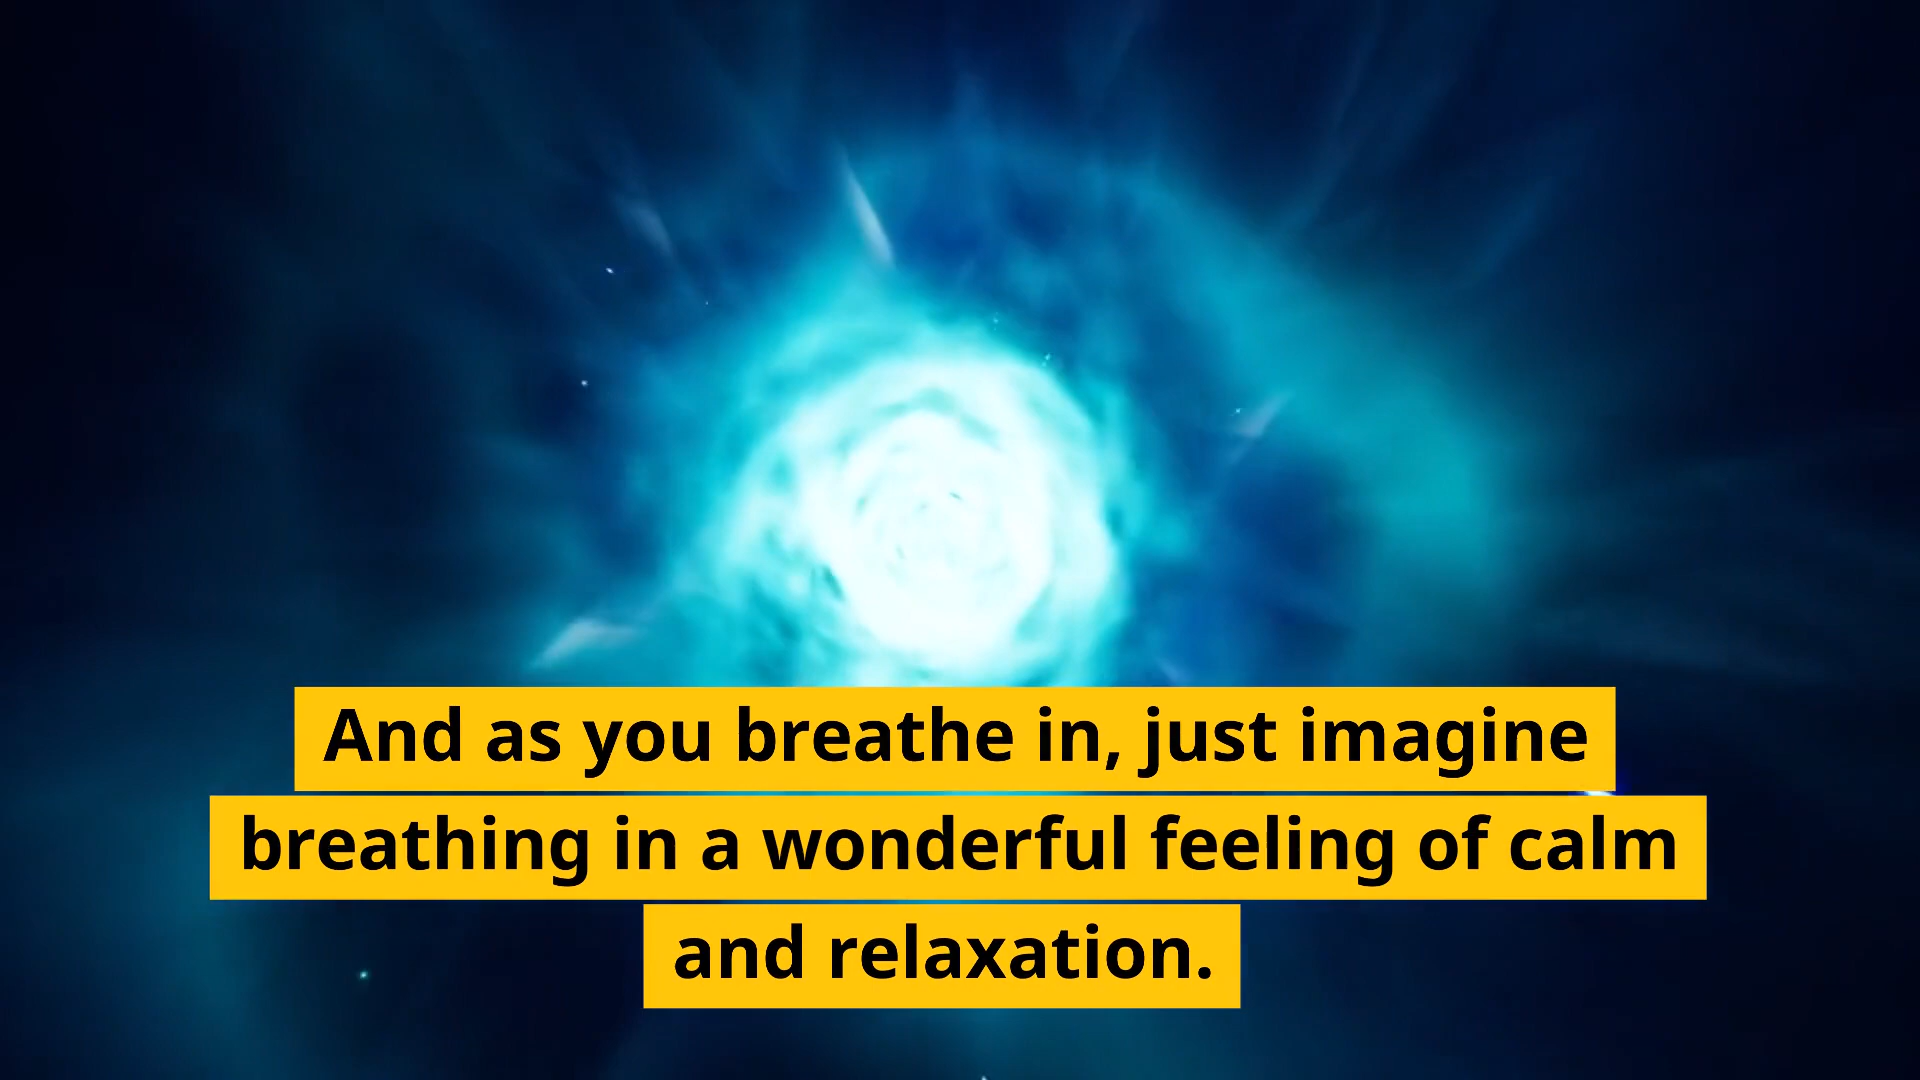 And as you breathe in, just imagine
breathing in a wonderful feeling of calm
and relaxation.